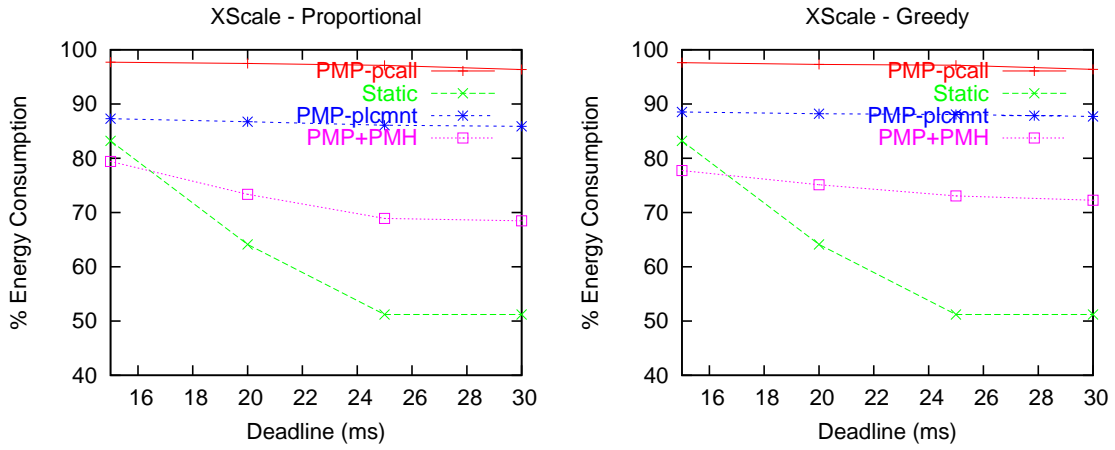 XScale - Proportional
% Energy Consumption
100
90
80
70
60
50
40
PMP-pcall
Static
PMP-plcmnt
PMP+PMH
16 18 20 22 24 26 28 30
Deadline (ms)
XScale - Greedy
% Energy Consumption
100
90
80
70
60
50
40
PMP-pcall
Static
PMP-plcmnt
PMP+PMH
16 18 20 22 24 26 28 30
Deadline (ms)